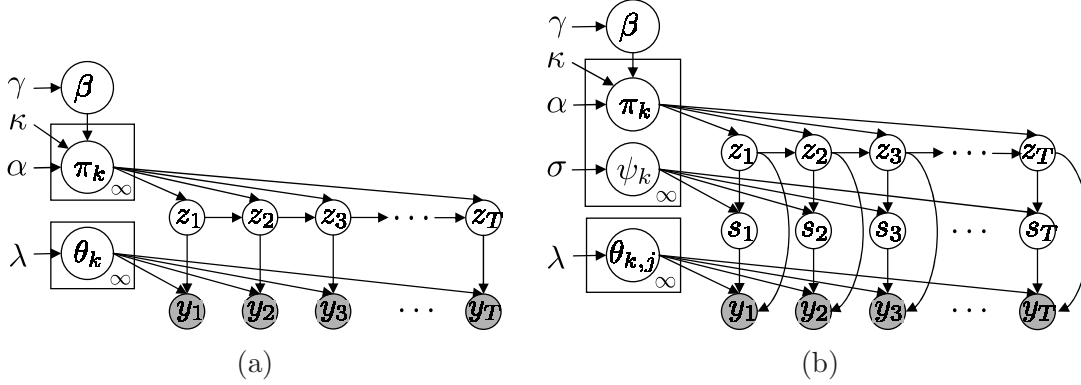 γ β
κ
α π_k
∞
z_1 z_2 z_3 · · · z_T
λ θ_k
∞
y_1 y_2 y_3 · · · y_T
(a)
γ β
κ
α π_k
z_1 z_2 z_3 · · · z_T
σ ψ_k
∞
s_1 s_2 s_3 · · · s_T
λ θ_{k,j}
∞
y_1 y_2 y_3 · · · y_T
(b)